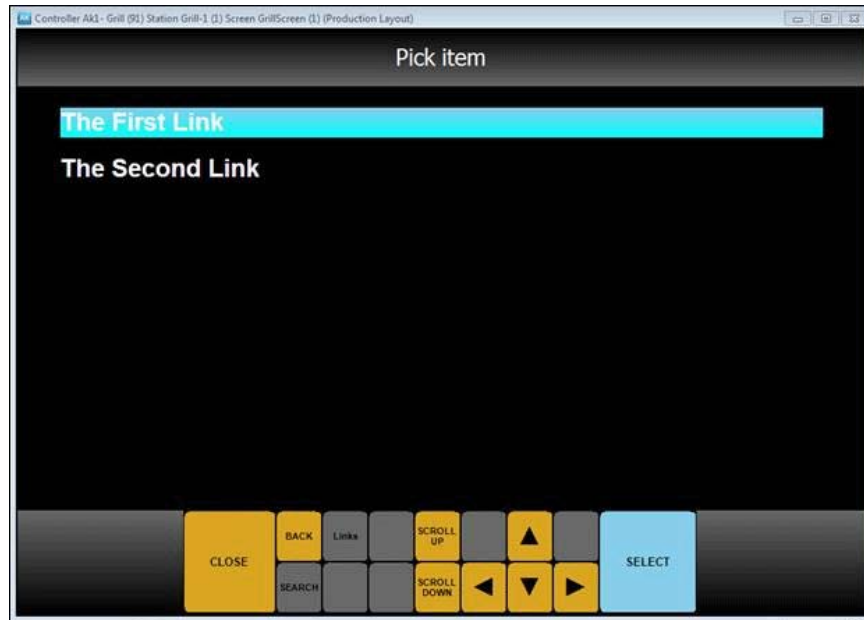 Ak Controller Ak1- Grill (91) Station Grill-1 (1) Screen GrillScreen (1) (Production Layout)
Pick item
The First Link
The Second Link
CLOSE
BACK
Links
SCROLL
UP
SEARCH
SCROLL
DOWN
SELECT